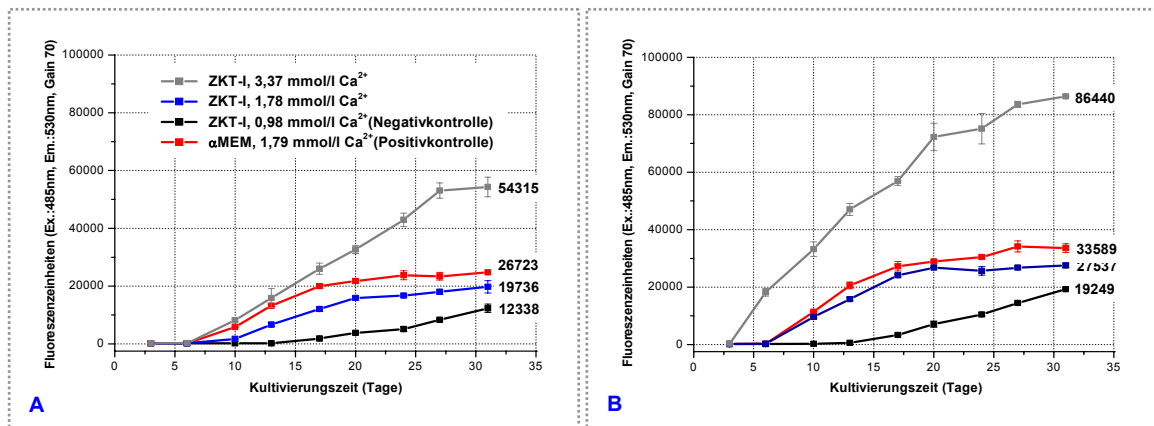 Fluoreszenzeinheiten (Ex.:485nm, Em.:530nm, Gain 70)
100000
80000
60000
40000
20000
0
ZKT-I, 3,37 mmol/l Ca²⁺
ZKT-I, 1,78 mmol/l Ca²⁺
ZKT-I, 0,98 mmol/l Ca²⁺(Negativkontrolle)
αMEM, 1,79 mmol/l Ca²⁺(Positivkontrolle)
54315
26723
19736
12338
0 5 10 15 20 25 30 35
Kultivierungszeit (Tage)
A
Fluoreszenzeinheiten (Ex.:485nm, Em.:530nm, Gain 70)
100000
80000
60000
40000
20000
0
86440
33589
27537
19249
0 5 10 15 20 25 30 35
Kultivierungszeit (Tage)
B